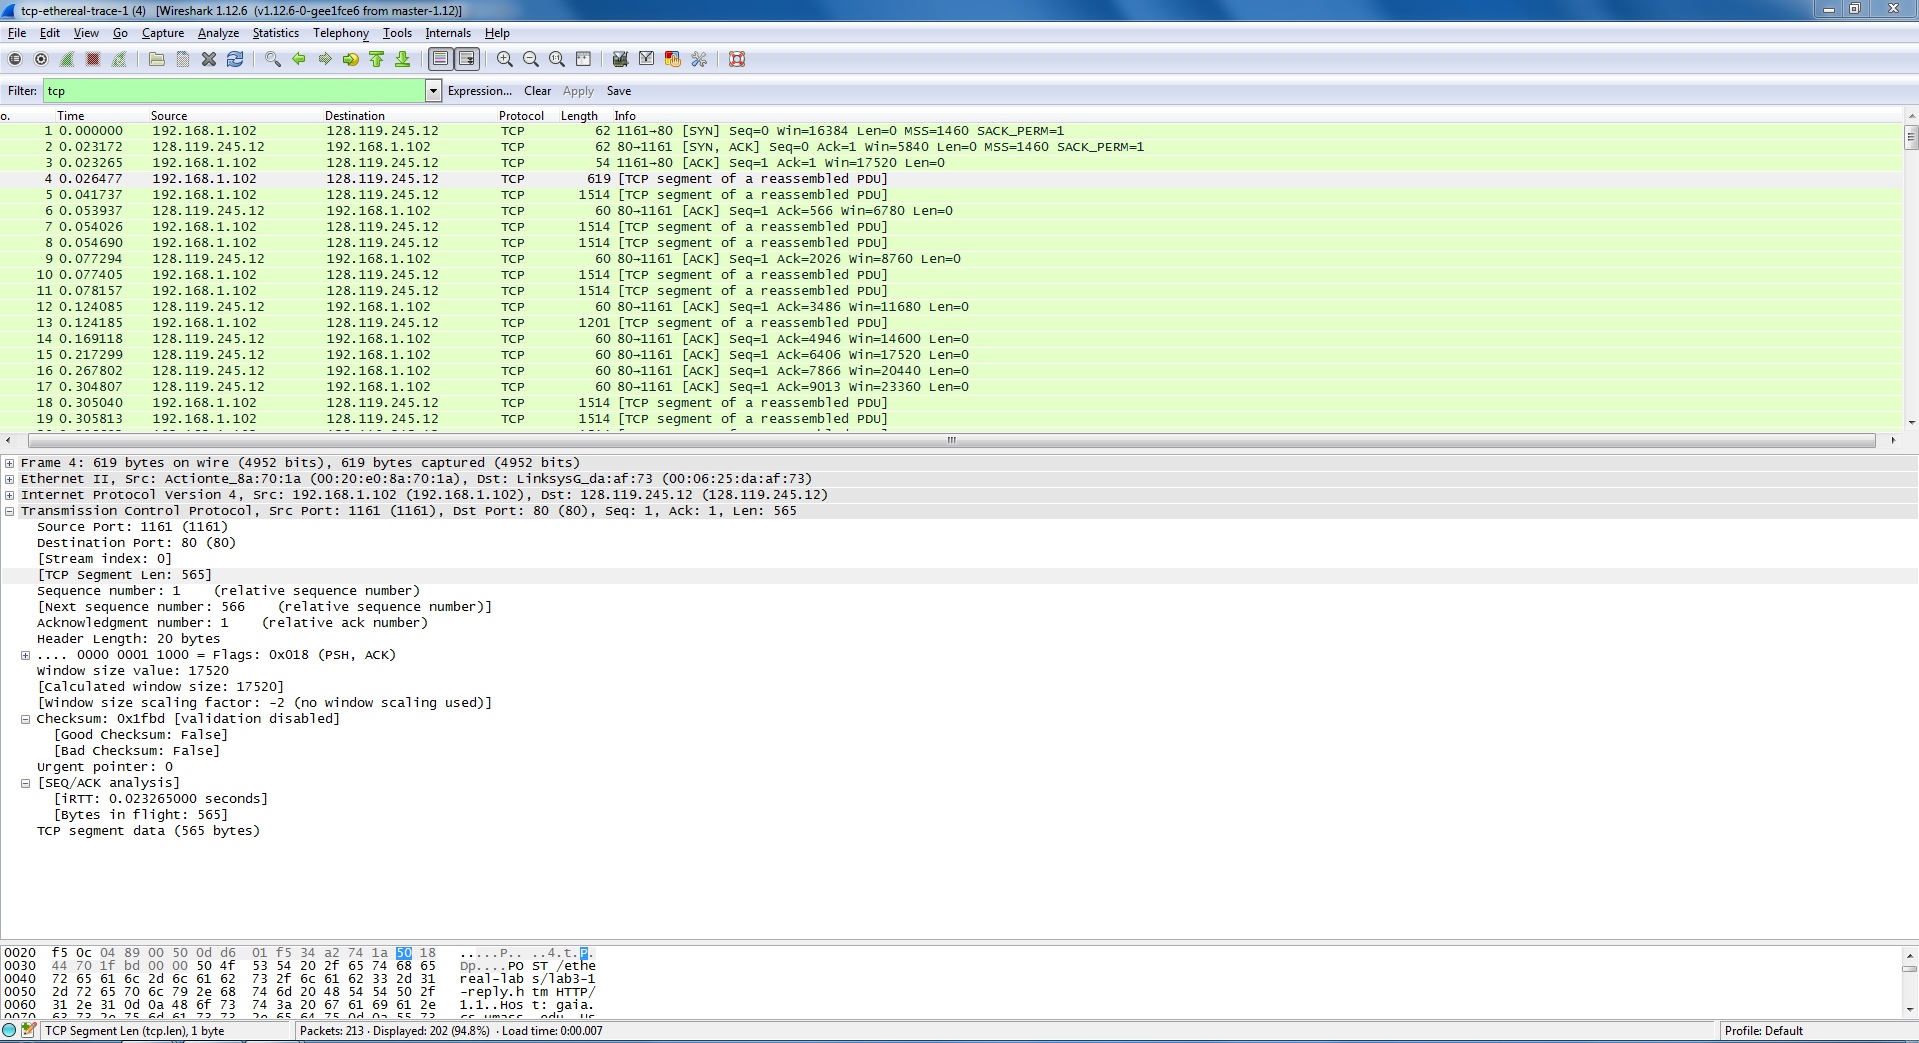 tcp-ethereal-trace-1 (4) [Wireshark 1.12.6 (v1.12.6-0-gee1fce6 from master-1.12)]
File Edit View Go Capture Analyze Statistics Telephony Tools Internals Help
Filter: tcp Expression... Clear Apply Save
o. Time Source Destination Protocol Length Info
1 0.000000 192.168.1.102 128.119.245.12 TCP 62 1161→80 [SYN] Seq=0 Win=16384 Len=0 MSS=1460 SACK_PERM=1
2 0.023172 128.119.245.12 192.168.1.102 TCP 62 80→1161 [SYN, ACK] Seq=0 Ack=1 Win=5840 Len=0 MSS=1460 SACK_PERM=1
3 0.023265 192.168.1.102 128.119.245.12 TCP 54 1161→80 [ACK] Seq=1 Ack=1 Win=17520 Len=0
4 0.026477 192.168.1.102 128.119.245.12 TCP 619 [TCP segment of a reassembled PDU]
5 0.041737 192.168.1.102 128.119.245.12 TCP 1514 [TCP segment of a reassembled PDU]
6 0.053937 128.119.245.12 192.168.1.102 TCP 60 80→1161 [ACK] Seq=1 Ack=566 Win=6780 Len=0
7 0.054026 192.168.1.102 128.119.245.12 TCP 1514 [TCP segment of a reassembled PDU]
8 0.054690 192.168.1.102 128.119.245.12 TCP 1514 [TCP segment of a reassembled PDU]
9 0.077294 128.119.245.12 192.168.1.102 TCP 60 80→1161 [ACK] Seq=1 Ack=2026 Win=8760 Len=0
10 0.077405 192.168.1.102 128.119.245.12 TCP 1514 [TCP segment of a reassembled PDU]
11 0.078157 192.168.1.102 128.119.245.12 TCP 1514 [TCP segment of a reassembled PDU]
12 0.124085 128.119.245.12 192.168.1.102 TCP 60 80→1161 [ACK] Seq=1 Ack=3486 Win=11680 Len=0
13 0.124185 192.168.1.102 128.119.245.12 TCP 1201 [TCP segment of a reassembled PDU]
14 0.169118 128.119.245.12 192.168.1.102 TCP 60 80→1161 [ACK] Seq=1 Ack=4946 Win=14600 Len=0
15 0.217299 128.119.245.12 192.168.1.102 TCP 60 80→1161 [ACK] Seq=1 Ack=6406 Win=17520 Len=0
16 0.267802 128.119.245.12 192.168.1.102 TCP 60 80→1161 [ACK] Seq=1 Ack=7866 Win=20440 Len=0
17 0.304807 128.119.245.12 192.168.1.102 TCP 60 80→1161 [ACK] Seq=1 Ack=9013 Win=23360 Len=0
18 0.305040 192.168.1.102 128.119.245.12 TCP 1514 [TCP segment of a reassembled PDU]
19 0.305813 192.168.1.102 128.119.245.12 TCP 1514 [TCP segment of a reassembled PDU]
Frame 4: 619 bytes on wire (4952 bits), 619 bytes captured (4952 bits)
Ethernet II, Src: Actionte_8a:70:1a (00:20:e0:8a:70:1a), Dst: LinksysG_da:af:73 (00:06:25:da:af:73)
Internet Protocol Version 4, Src: 192.168.1.102 (192.168.1.102), Dst: 128.119.245.12 (128.119.245.12)
Transmission Control Protocol, Src Port: 1161 (1161), Dst Port: 80 (80), Seq: 1, Ack: 1, Len: 565
Source Port: 1161 (1161)
Destination Port: 80 (80)
[Stream index: 0]
[TCP Segment Len: 565]
Sequence number: 1 (relative sequence number)
[Next sequence number: 566 (relative sequence number)]
Acknowledgment number: 1 (relative ack number)
Header Length: 20 bytes
.... 0000 0001 1000 = Flags: 0x018 (PSH, ACK)
Window size value: 17520
[Calculated window size: 17520]
[Window size scaling factor: -2 (no window scaling used)]
Checksum: 0x1fbd [validation disabled]
[Good Checksum: False]
[Bad Checksum: False]
Urgent pointer: 0
[SEQ/ACK analysis]
[iRTT: 0.023265000 seconds]
[Bytes in flight: 565]
TCP segment data (565 bytes)
0020 f5 0c 04 89 00 50 0d d6 01 f5 34 a2 74 1a 50 18 .....P.. ..4.t.P.
0030 44 70 1f bd 00 00 50 4f 53 54 20 2f 65 74 68 65 Dp....PO ST /ethe
0040 72 65 61 6c 2d 6c 61 62 73 2f 6c 61 62 33 2d 31 real-lab s/lab3-1
0050 2d 72 65 70 6c 79 2e 68 74 6d 20 48 54 54 50 2f -reply.h tm HTTP/
0060 31 2e 31 0d 0a 48 6f 73 74 3a 20 67 61 69 61 2e 1.1..Hos t: gaia.
0070 63 73 2e 75 6d 61 73 73 2e 65 64 75 0d 0a 55 73 cs.umass .edu..Us
TCP Segment Len (tcp.len), 1 byte Packets: 213 · Displayed: 202 (94.8%) · Load time: 0:00.007 Profile: Default